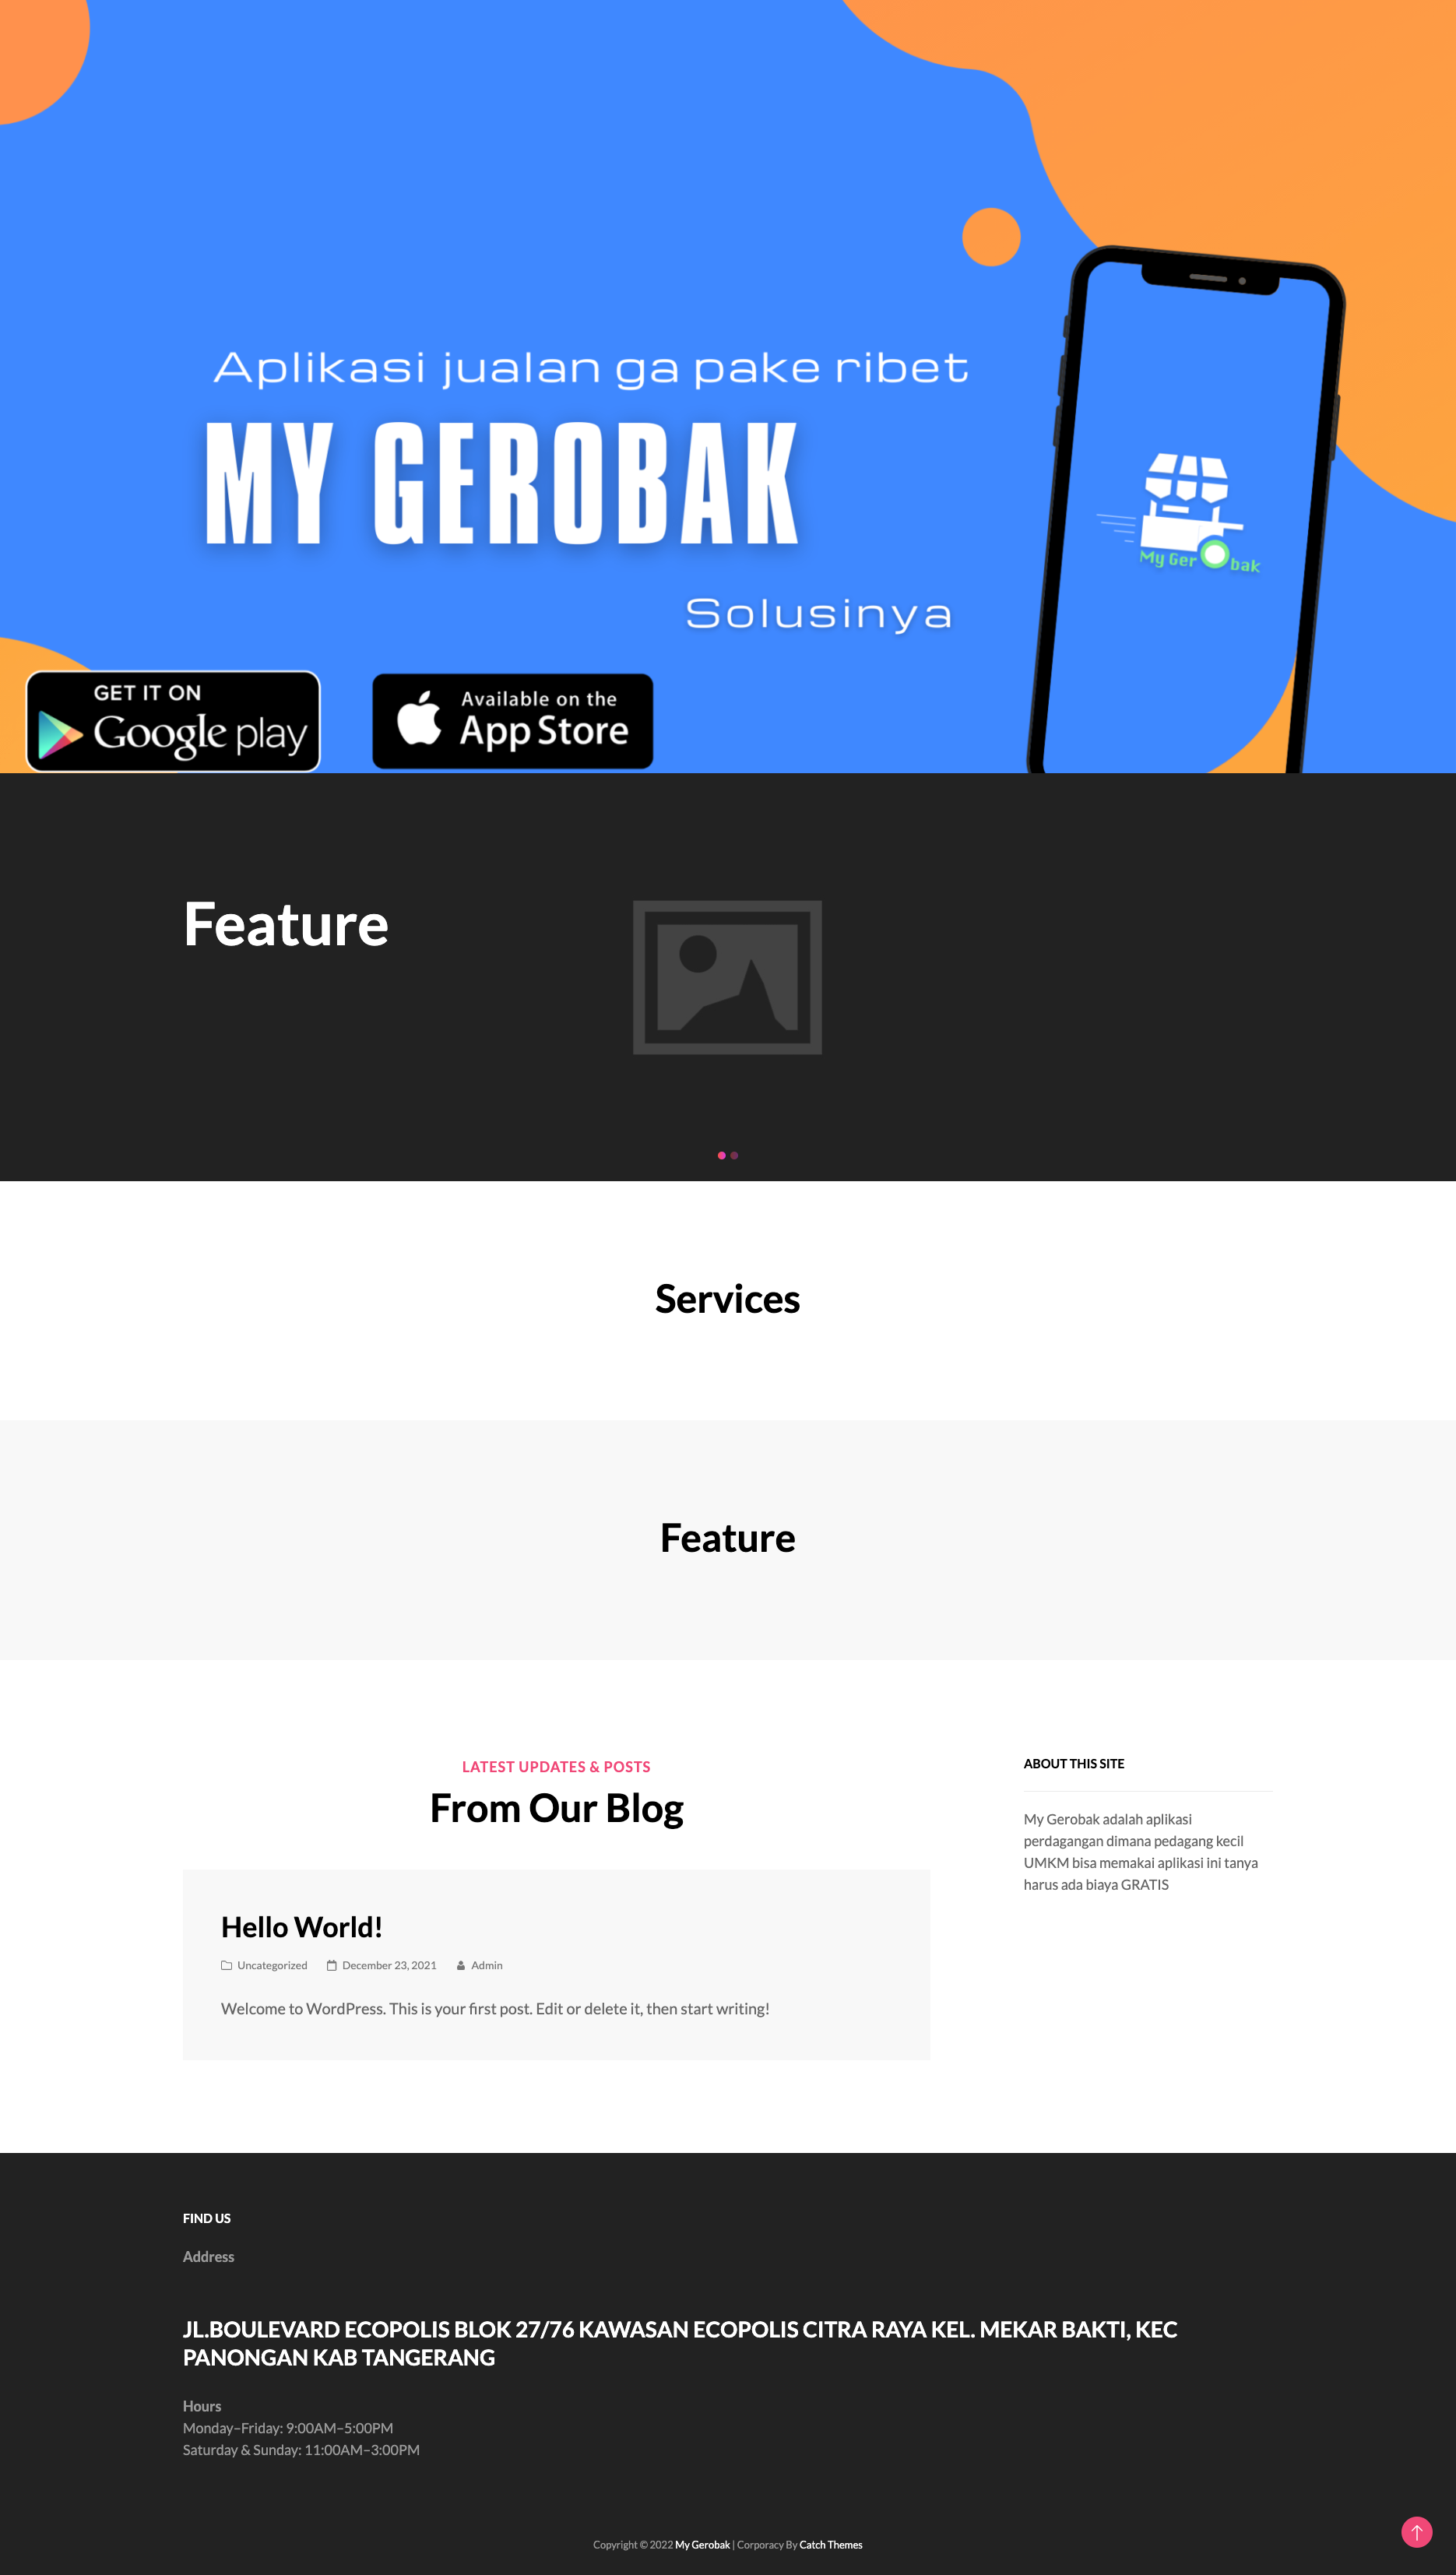 Aplikasi jualan ga pake ribet
MY GEROBAK
My Ger bak
Solusinya
GET IT ON
Google play
Available on the
App Store
Feature
Services
Feature
LATEST UPDATES & POSTS
From Our Blog
Hello World!
Uncategorized December 23, 2021 Admin
Welcome to WordPress. This is your first post. Edit or delete it, then start writing!
ABOUT THIS SITE
My Gerobak adalah aplikasi
perdagangan dimana pedagang kecil
UMKM bisa memakai aplikasi ini tanya
harus ada biaya GRATIS
FIND US
Address
JL.BOULEVARD ECOPOLIS BLOK 27/76 KAWASAN ECOPOLIS CITRA RAYA KEL. MEKAR BAKTI, KEC
PANONGAN KAB TANGERANG
Hours
Monday–Friday: 9:00AM–5:00PM
Saturday & Sunday: 11:00AM–3:00PM
Copyright © 2022 My Gerobak | Corporacy By Catch Themes